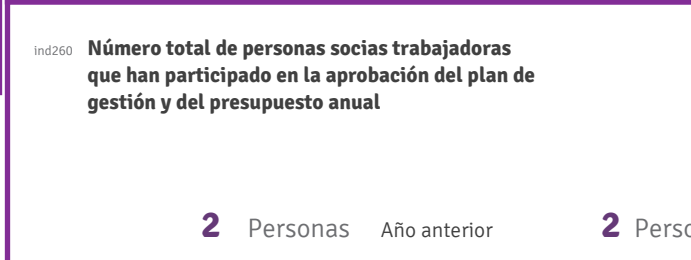 ind260 Número total de personas socias trabajadoras
que han participado en la aprobación del plan de
gestión y del presupuesto anual
2 Personas Año anterior 2